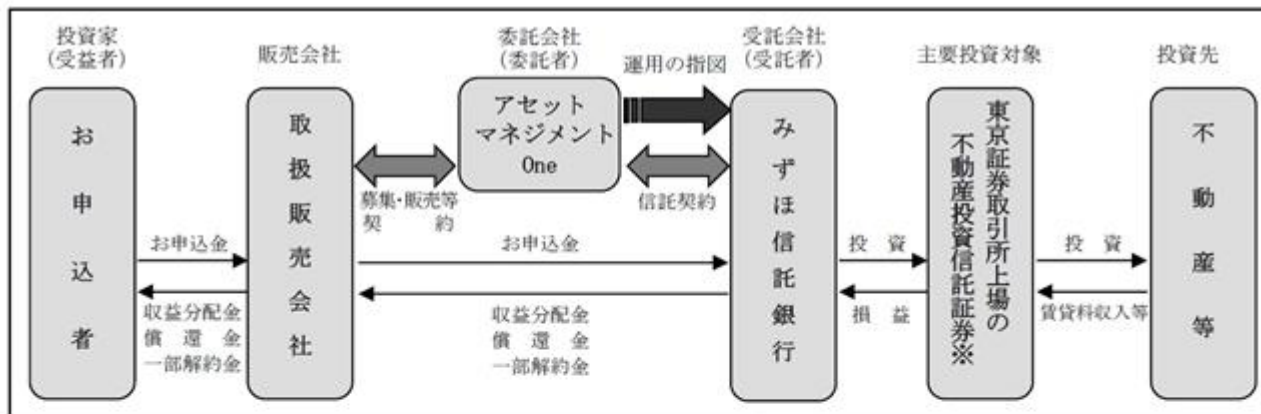 投資家
(受益者)
販売会社
委託会社
(委託者)
運用の指図
受託会社
(受託者)
主要投資対象
投資先
お申込者
取扱販売会社
アセット
マネジメント
One
みずほ信託銀行
東京証券取引所上場の
不動産投資信託証券※
不動産等
募集・販売等
契約
信託契約
お申込金
お申込金
投資
投資
収益分配金
償還金
一部解約金
収益分配金
償還金
一部解約金
損益
賃貸料収入等